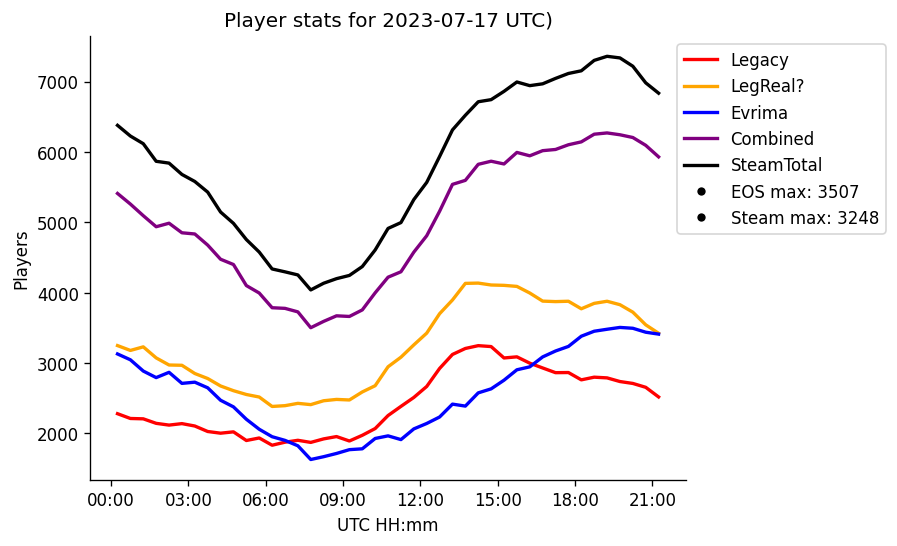 Player stats for 2023-07-17 UTC)
Legacy
LegReal?
Evrima
Combined
SteamTotal
EOS max: 3507
Steam max: 3248
Players
7000
6000
5000
4000
3000
2000
00:00 03:00 06:00 09:00 12:00 15:00 18:00 21:00
UTC HH:mm